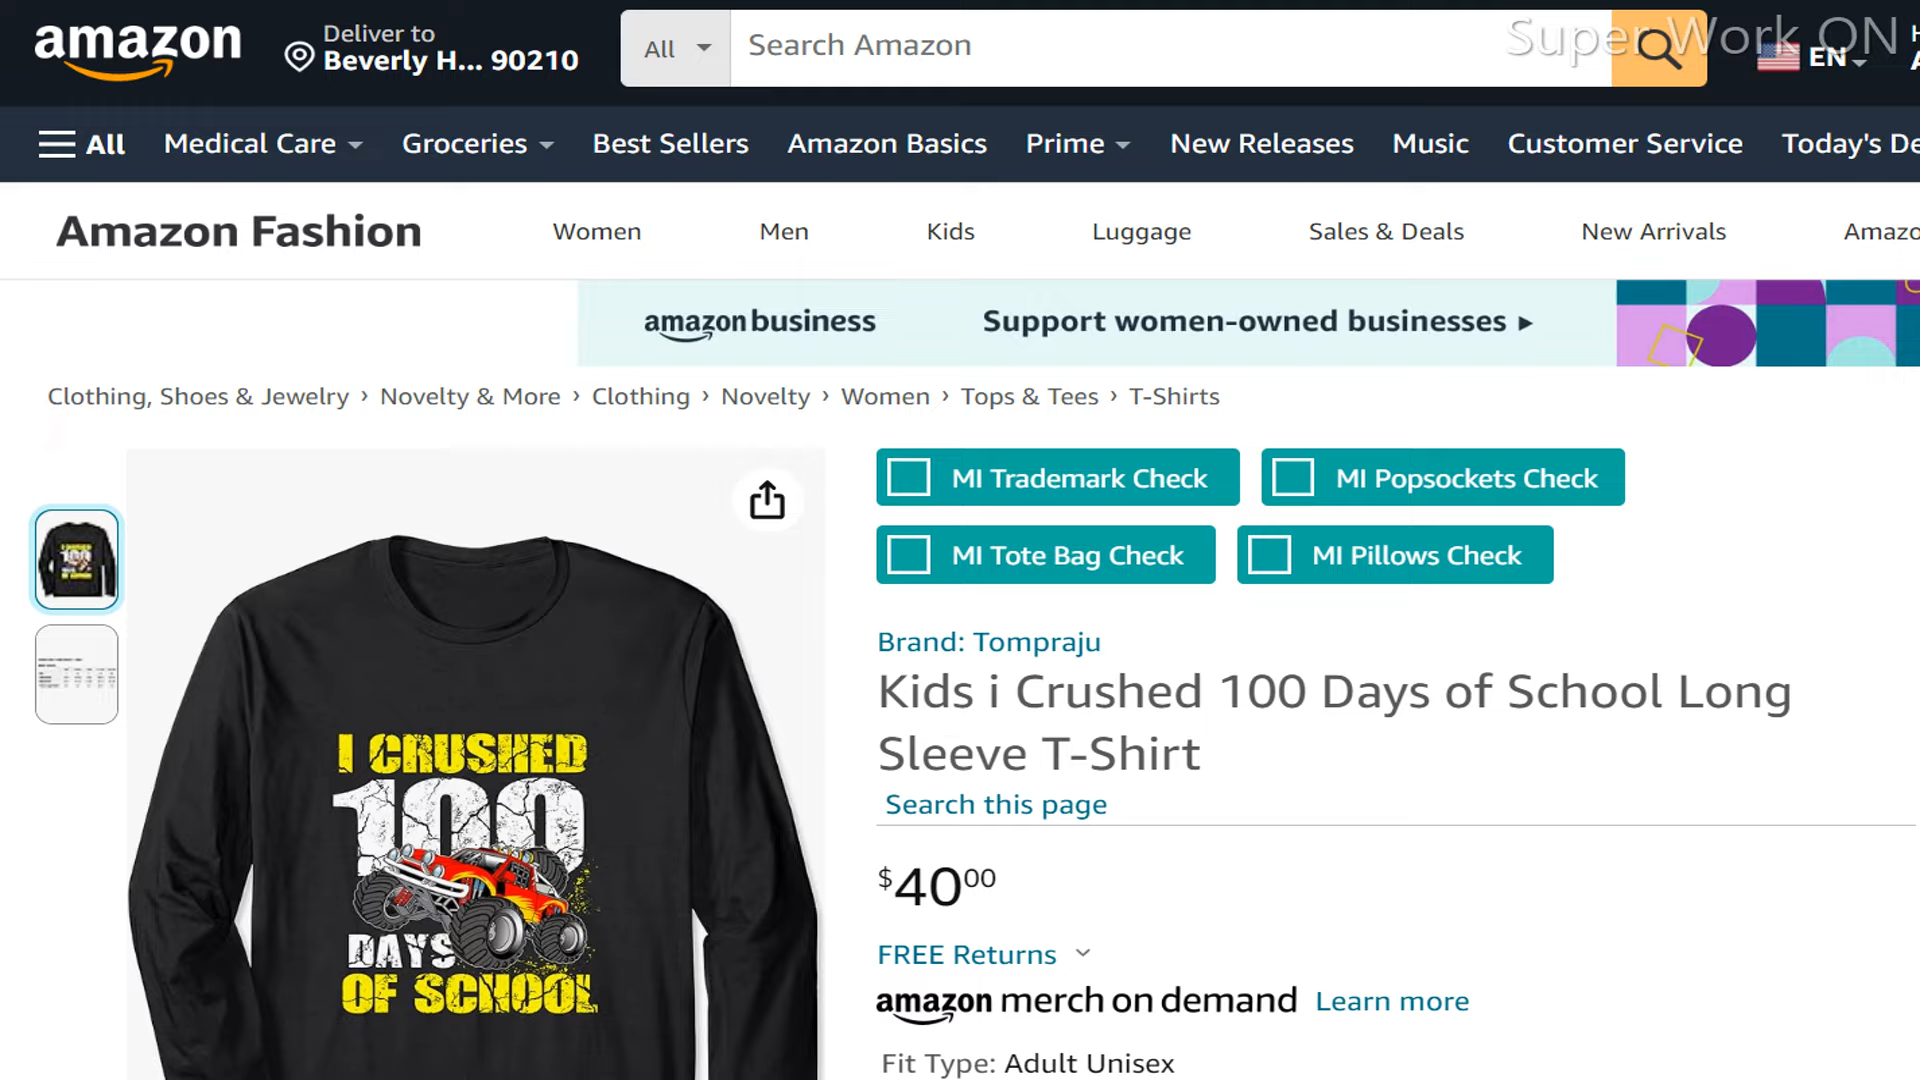 amazon
Deliver to
Beverly H... 90210
All
Search Amazon
Super Work ON
EN
All
Medical Care
Groceries
Best Sellers
Amazon Basics
Prime
New Releases
Music
Customer Service
Today's De
Amazon Fashion
Women
Men
Kids
Luggage
Sales & Deals
New Arrivals
Amazo
amazon business
Support women-owned businesses ▸
Clothing, Shoes & Jewelry › Novelty & More › Clothing › Novelty › Women › Tops & Tees › T-Shirts
MI Trademark Check
MI Popsockets Check
MI Tote Bag Check
MI Pillows Check
Brand: Tompraju
Kids i Crushed 100 Days of School Long
Sleeve T-Shirt
Search this page
$4000
FREE Returns
amazon merch on demand Learn more
Fit Type: Adult Unisex
I CRUSHED
100
DAYS
OF SCHOOL